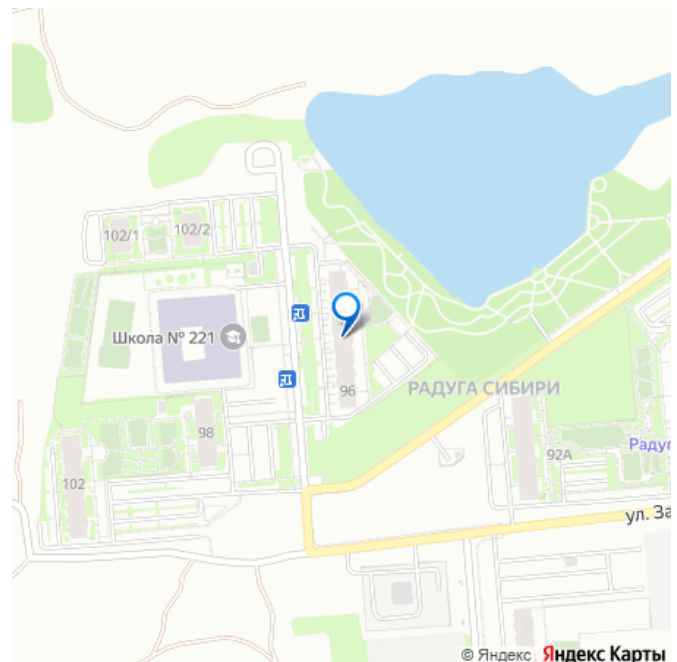 102/1
102/2
Школа № 221
96
РАДУГА СИБИРИ
98
92А
Радуг
102
ул. За
© Яндекс Яндекс Карты